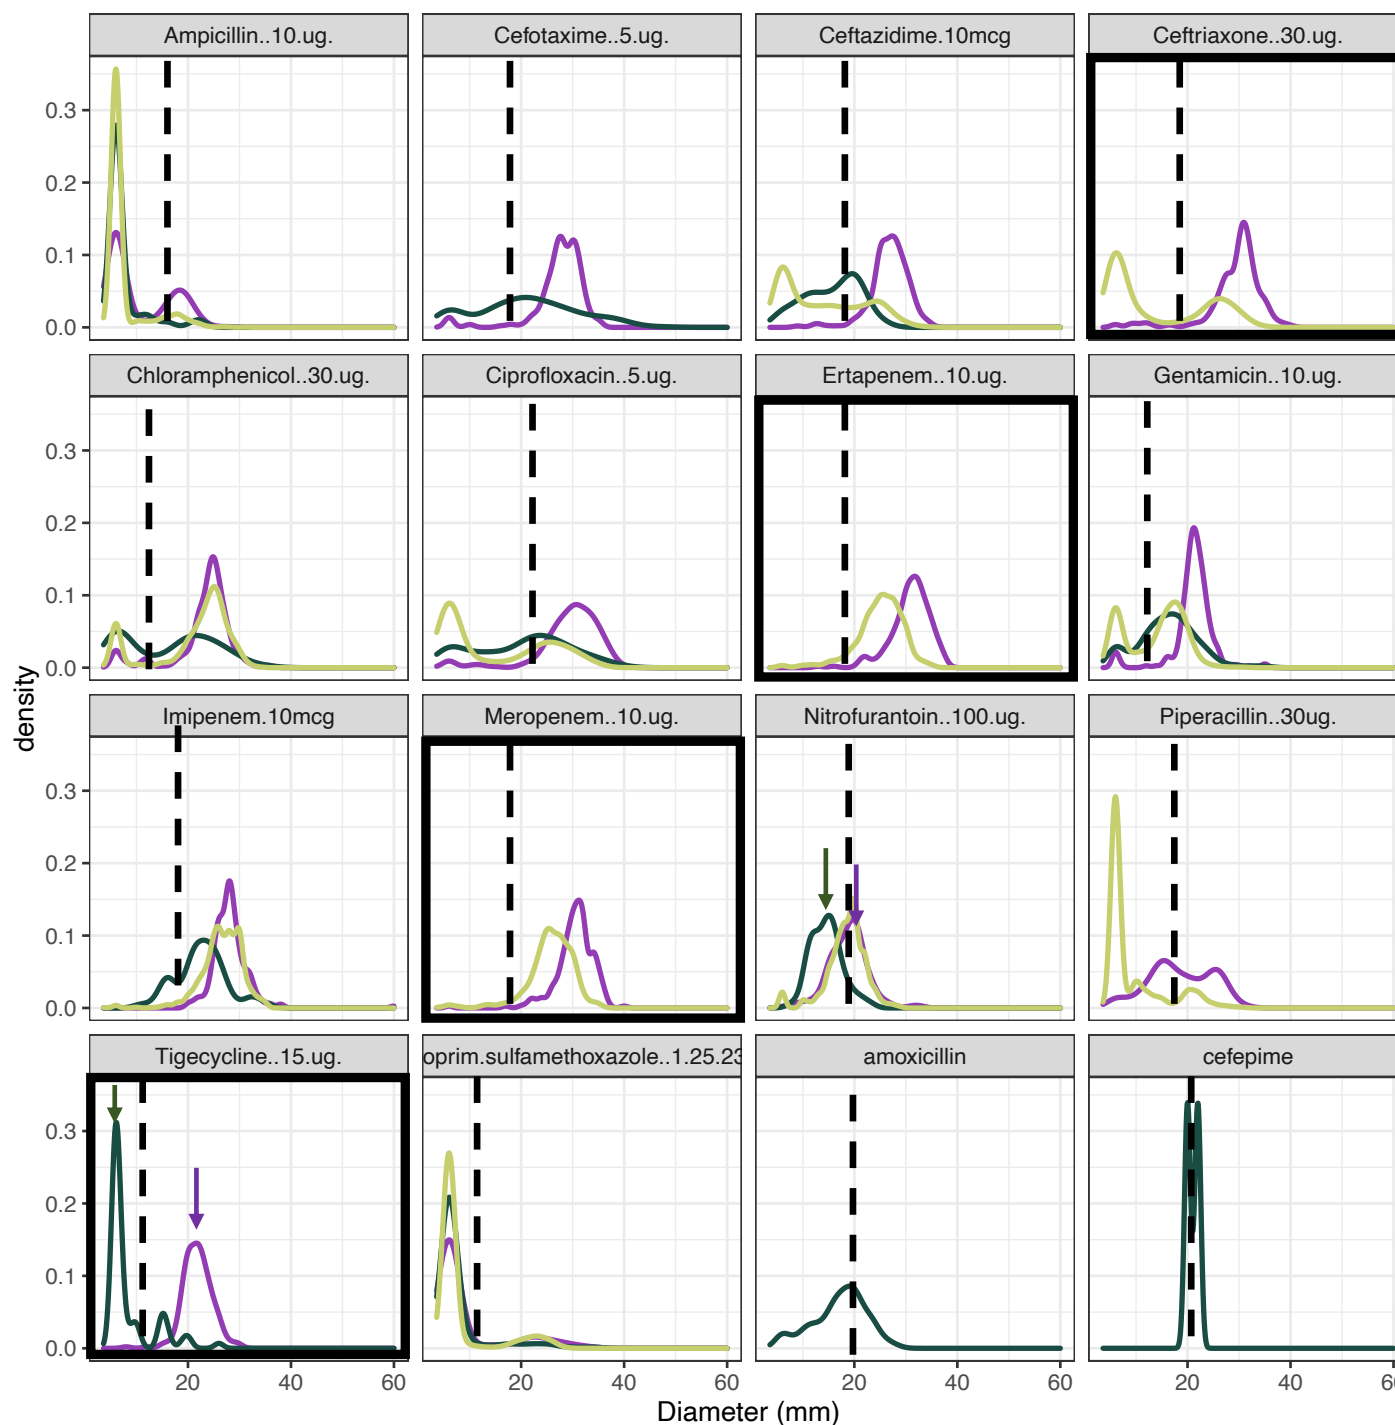 Ampicillin..10.ug. Cefotaxime..5.ug. Ceftazidime.10mcg Ceftriaxone..30.ug.
0.3
0.2
0.1
0.0
Chloramphenicol..30.ug. Ciprofloxacin..5.ug. Ertapenem..10.ug. Gentamicin..10.ug.
0.3
0.2
0.1
0.0
density
Imipenem.10mcg Meropenem..10.ug. Nitrofurantoin..100.ug. Piperacillin..30ug.
0.3
0.2
0.1
0.0
Tigecycline..15.ug. oprim.sulfamethoxazole..1.25.23 amoxicillin cefepime
0.3
0.2
0.1
0.0
20 40 60 20 40 60 20 40 60 20 40 6
Diameter (mm)